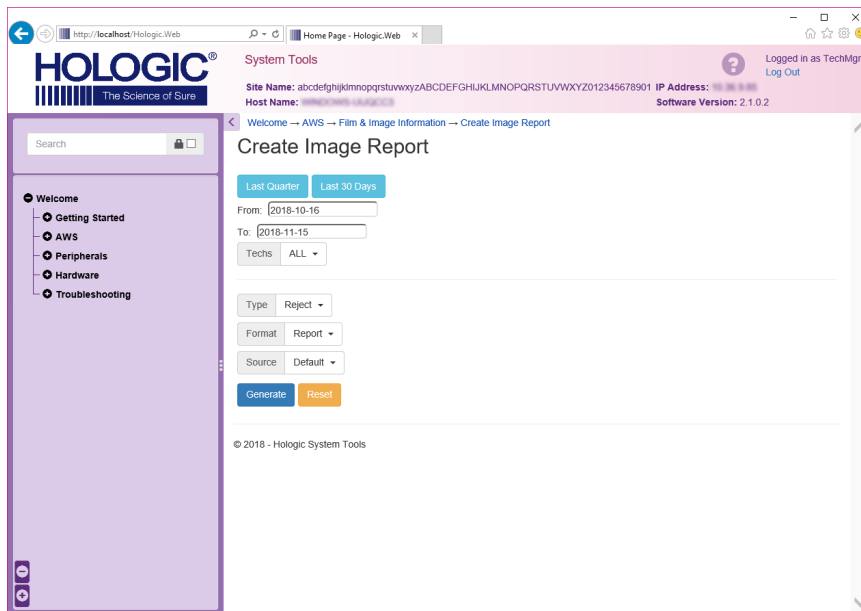 http://localhost/Hologic.Web
Home Page - Hologic.Web
HOLOGIC®
The Science of Sure
System Tools
Logged in as TechMgr
Log Out
Site Name: abcdefghijklmnopqrstuvwxyzABCDEFGHIJKLMNOPQRSTUVWXYZ012345678901 IP Address:
Host Name:
Software Version: 2.1.0.2
Welcome → AWS → Film & Image Information → Create Image Report
Search
Create Image Report
Last Quarter Last 30 Days
From: 2018-10-16
To: 2018-11-15
Techs ALL
Welcome
Getting Started
AWS
Peripherals
Hardware
Troubleshooting
Type Reject
Format Report
Source Default
Generate Reset
© 2018 - Hologic System Tools